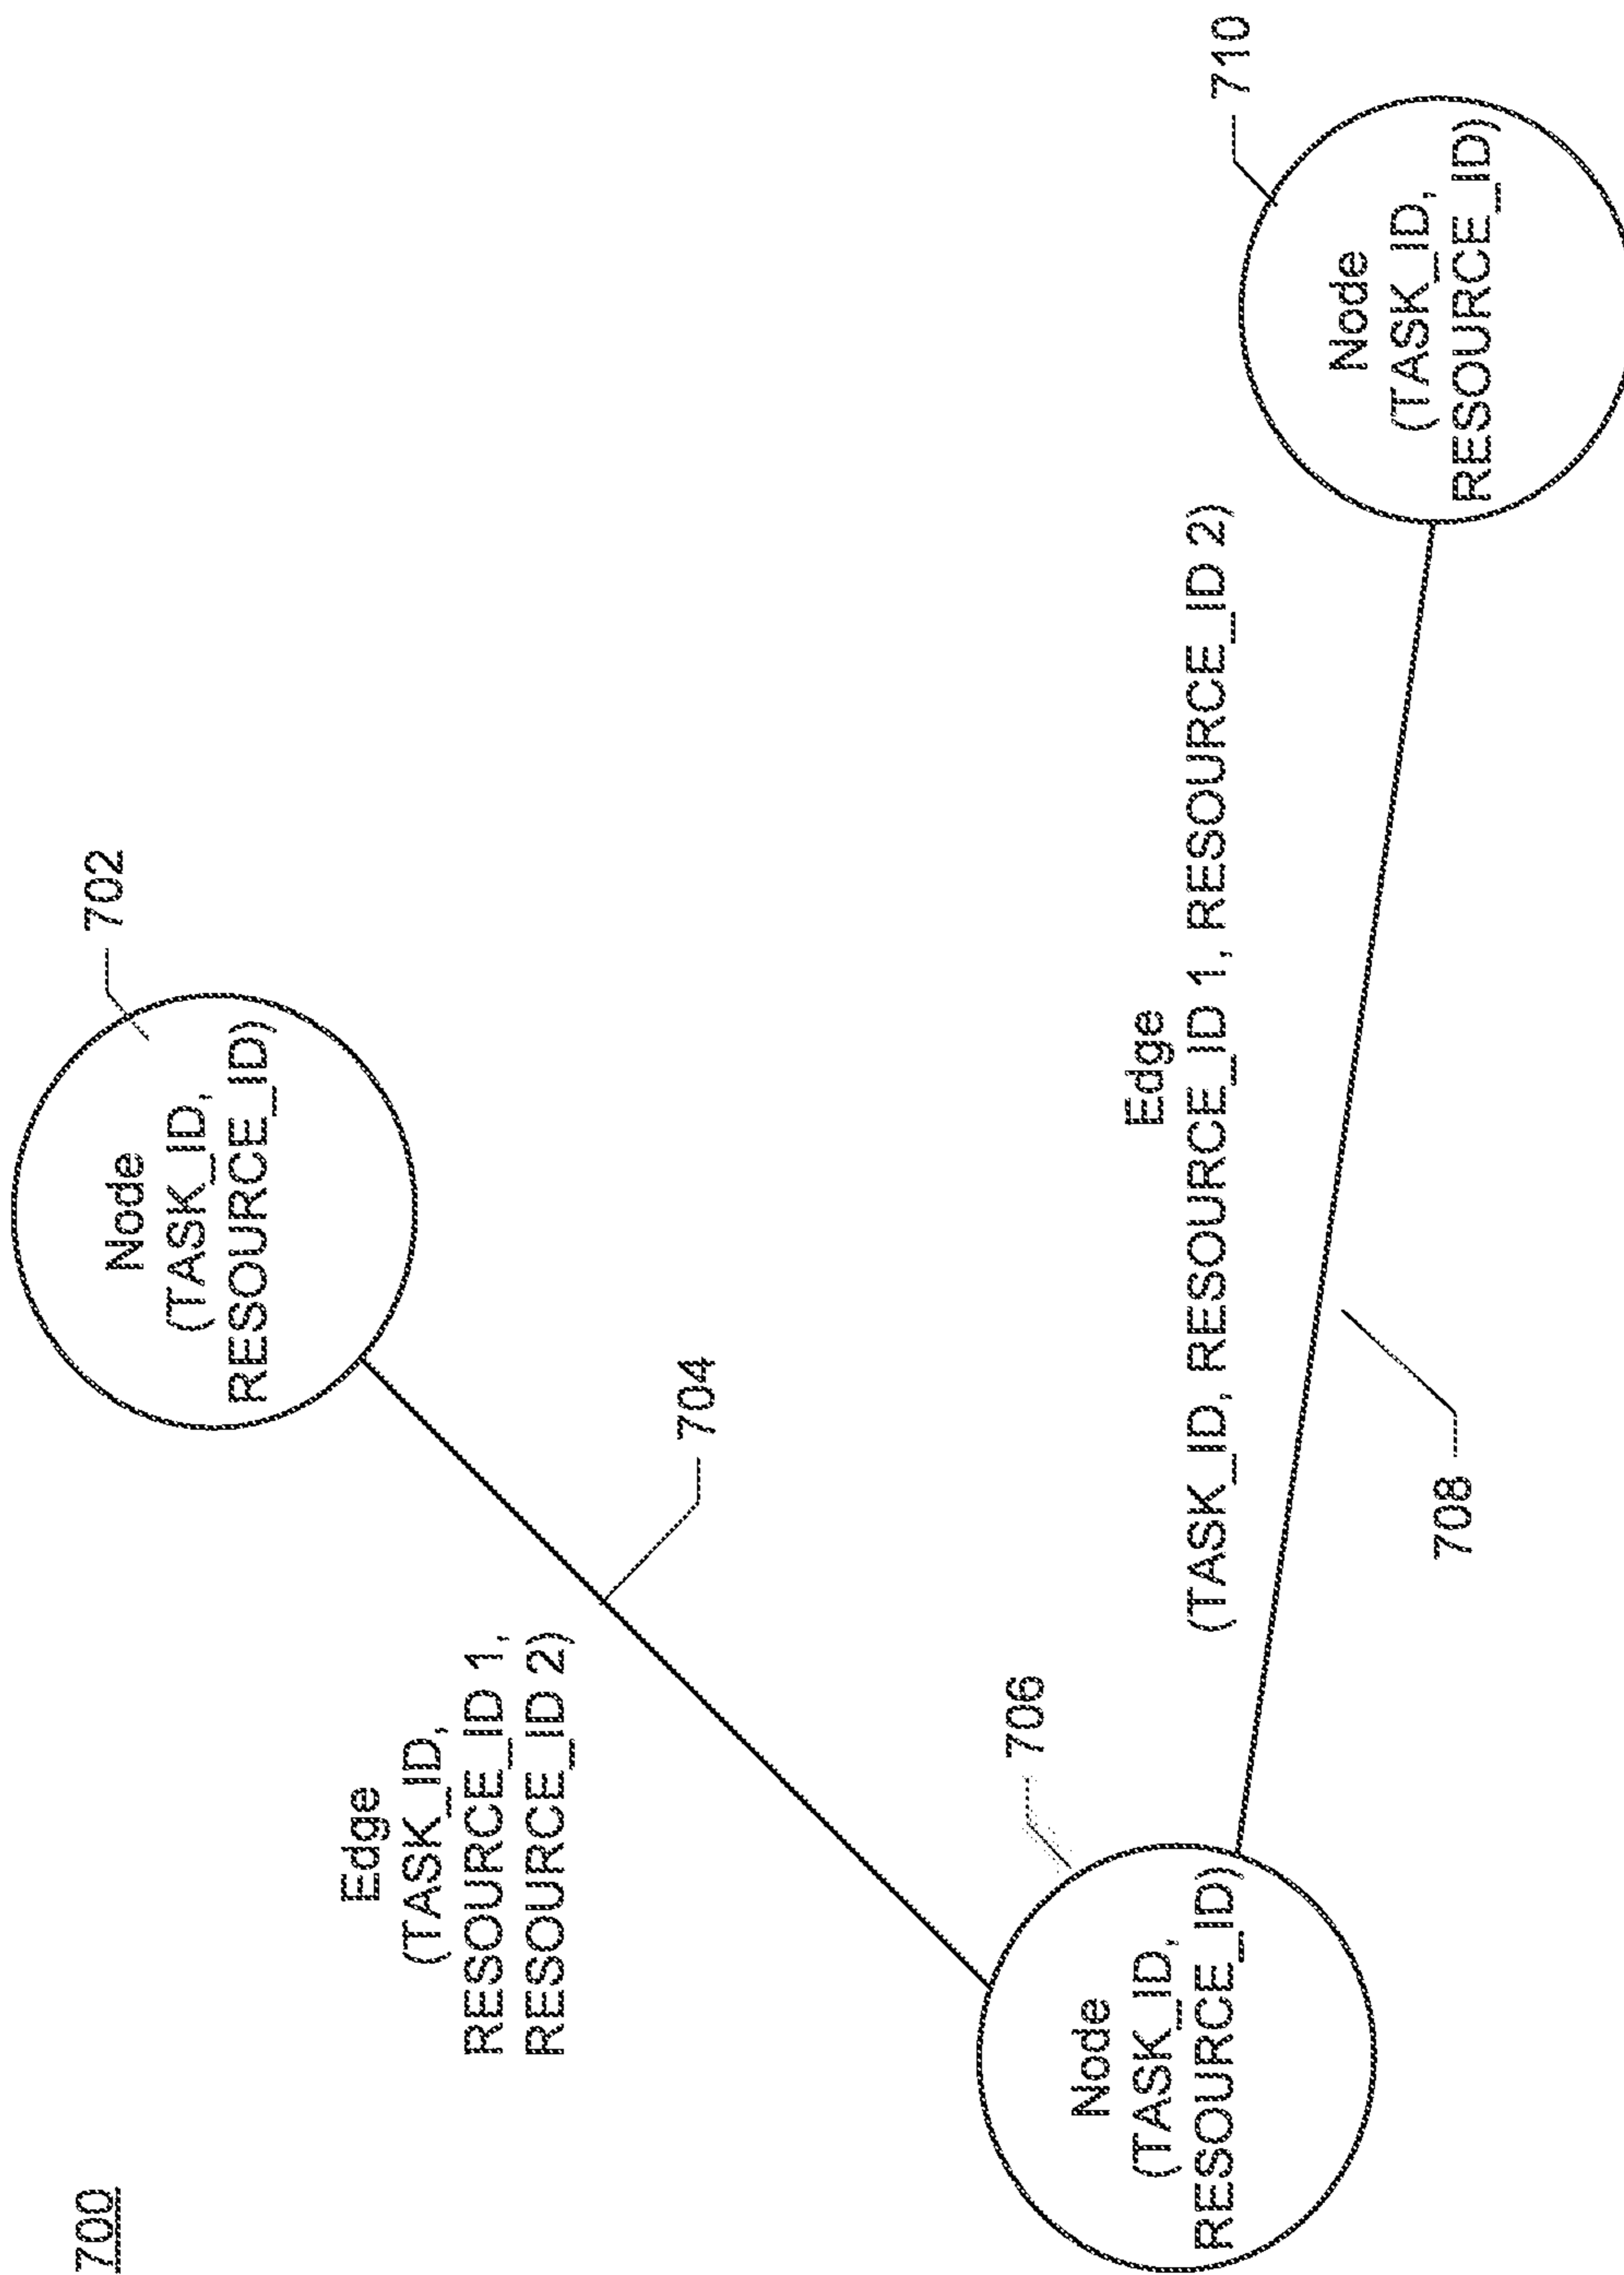 700
Node
(TASK_ID,
RESOURCE_ID)
702
Edge
(TASK_ID,
RESOURCE_ID 1,
RESOURCE_ID 2)
704
Node
(TASK_ID,
RESOURCE_ID)
706
Edge
(TASK_ID, RESOURCE_ID 1, RESOURCE_ID 2)
708
Node
(TASK_ID,
RESOURCE_ID)
710